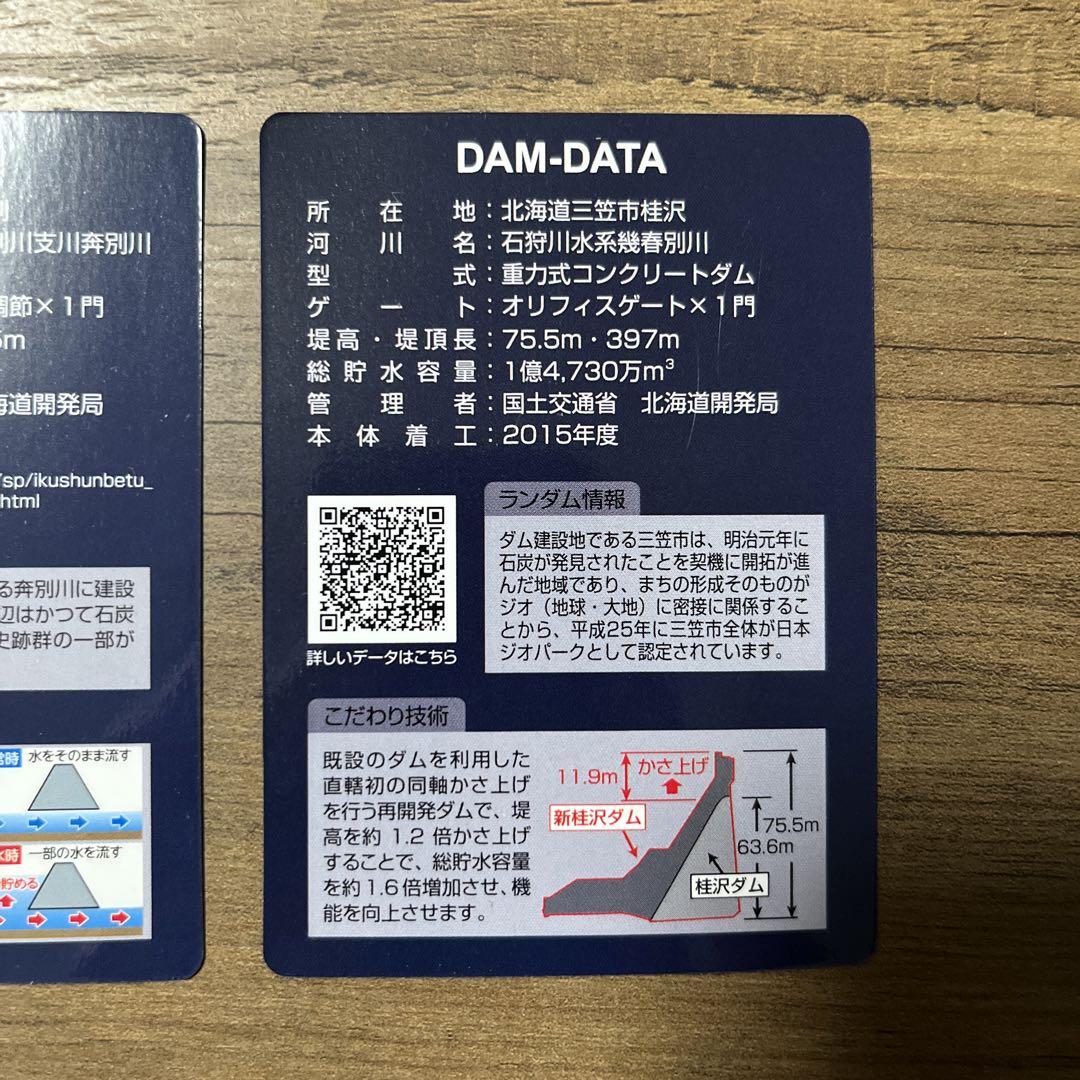 川支川奔別川
調節×1門
5m
海道開発局
/sp/ikushunbetu_
html
る奔別川に建設
辺はかつて石炭
史跡群の一部が
常時 水をそのまま流す
水時 一部の水を流す
貯める
DAM-DATA
所在地：北海道三笠市桂沢
河川名：石狩川水系幾春別川
型式：重力式コンクリートダム
ゲート：オリフィスゲート×1門
堤高・堤頂長：75.5m・397m
総貯水容量：1億4,730万m³
管理者：国土交通省 北海道開発局
本体着工：2015年度
詳しいデータはこちら
ランダム情報
ダム建設地である三笠市は、明治元年に
石炭が発見されたことを契機に開拓が進
んだ地域であり、まちの形成そのものが
ジオ（地球・大地）に密接に関係するこ
とから、平成25年に三笠市全体が日本
ジオパークとして認定されています。
こだわり技術
既設のダムを利用した
直轄初の同軸かさ上げ
を行う再開発ダムで、堤
高を約1.2倍かさ上げ
することで、総貯水容量
を約1.6倍増加させ、機
能を向上させます。
11.9m
かさ上げ
新桂沢ダム
75.5m
63.6m
桂沢ダム